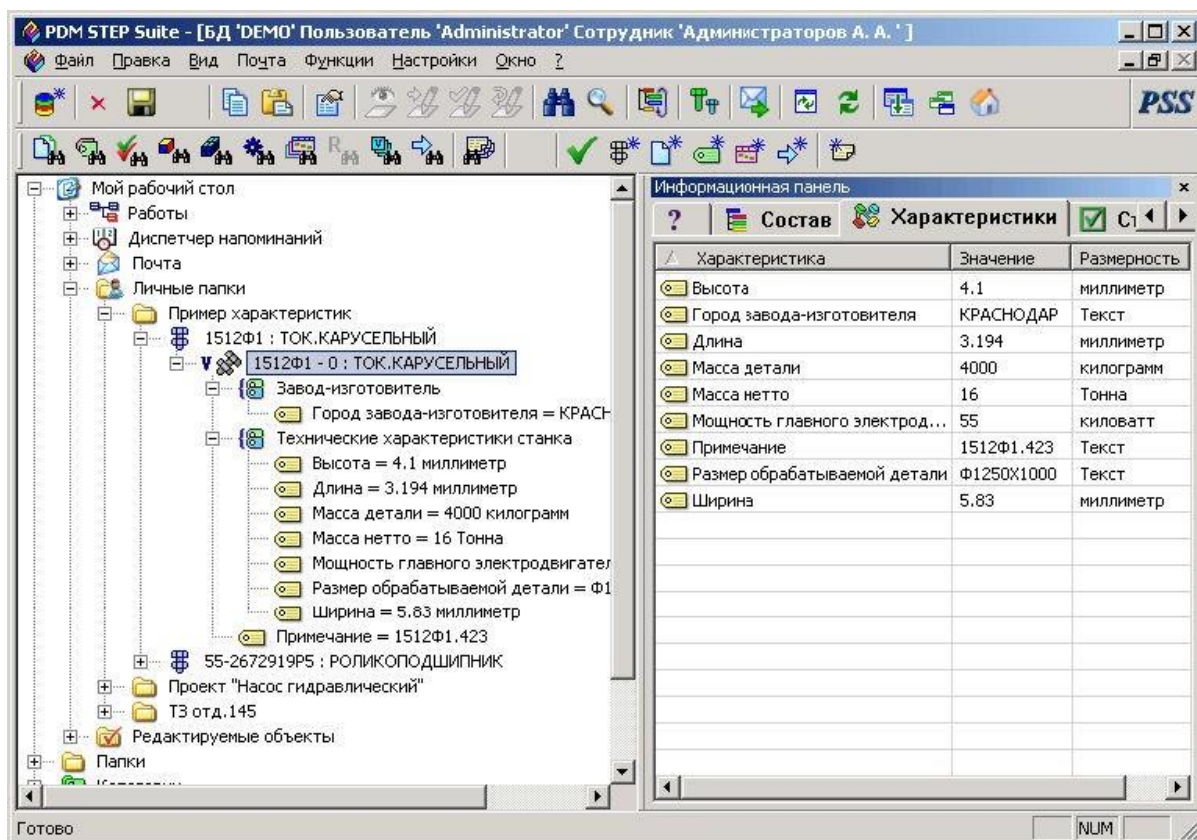 PDM STEP Suite - [БД 'DEMO' Пользователь 'Administrator' Сотрудник 'Администраторов А. А. ' ]
Файл Правка Вид Почта Функции Настройки Окно ?
PSS
Мой рабочий стол
Работы
Диспетчер напоминаний
Почта
Личные папки
Пример характеристик
1512Ф1 : ТОК.КАРУСЕЛЬНЫЙ
1512Ф1 - 0 : ТОК.КАРУСЕЛЬНЫЙ
Завод-изготовитель
Город завода-изготовителя = КРАСН
Технические характеристики станка
Высота = 4.1 миллиметр
Длина = 3.194 миллиметр
Масса детали = 4000 килограмм
Масса нетто = 16 Тонна
Мощность главного электродвигател
Размер обрабатываемой детали = Ф1
Ширина = 5.83 миллиметр
Примечание = 1512Ф1.423
55-2672919Р5 : РОЛИКОПОДШИПНИК
Проект "Насос гидравлический"
ТЗ отд.145
Редактируемые объекты
Папки
Информационная панель
? Состав Характеристики
Характеристика Значение Размерность
Высота 4.1 миллиметр
Город завода-изготовителя КРАСНОДАР Текст
Длина 3.194 миллиметр
Масса детали 4000 килограмм
Масса нетто 16 Тонна
Мощность главного электрод... 55 киловатт
Примечание 1512Ф1.423 Текст
Размер обрабатываемой детали Ф1250Х1000 Текст
Ширина 5.83 миллиметр
Готово
NUM